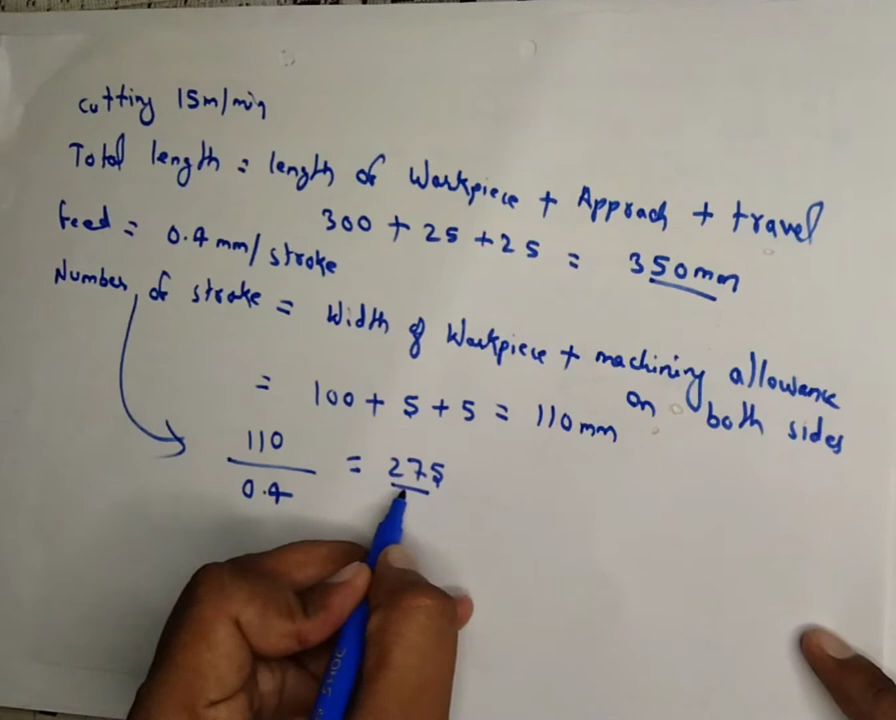 cutting 15m/min
Total length = length of Workpiece + Approach + travel
300 + 25 + 25 = 350mm
feed = 0.4 mm/stroke
Number of stroke = Width of Workpiece + machining allowance on both sides
= 100 + 5 + 5 = 110mm
110
0.4
= 275